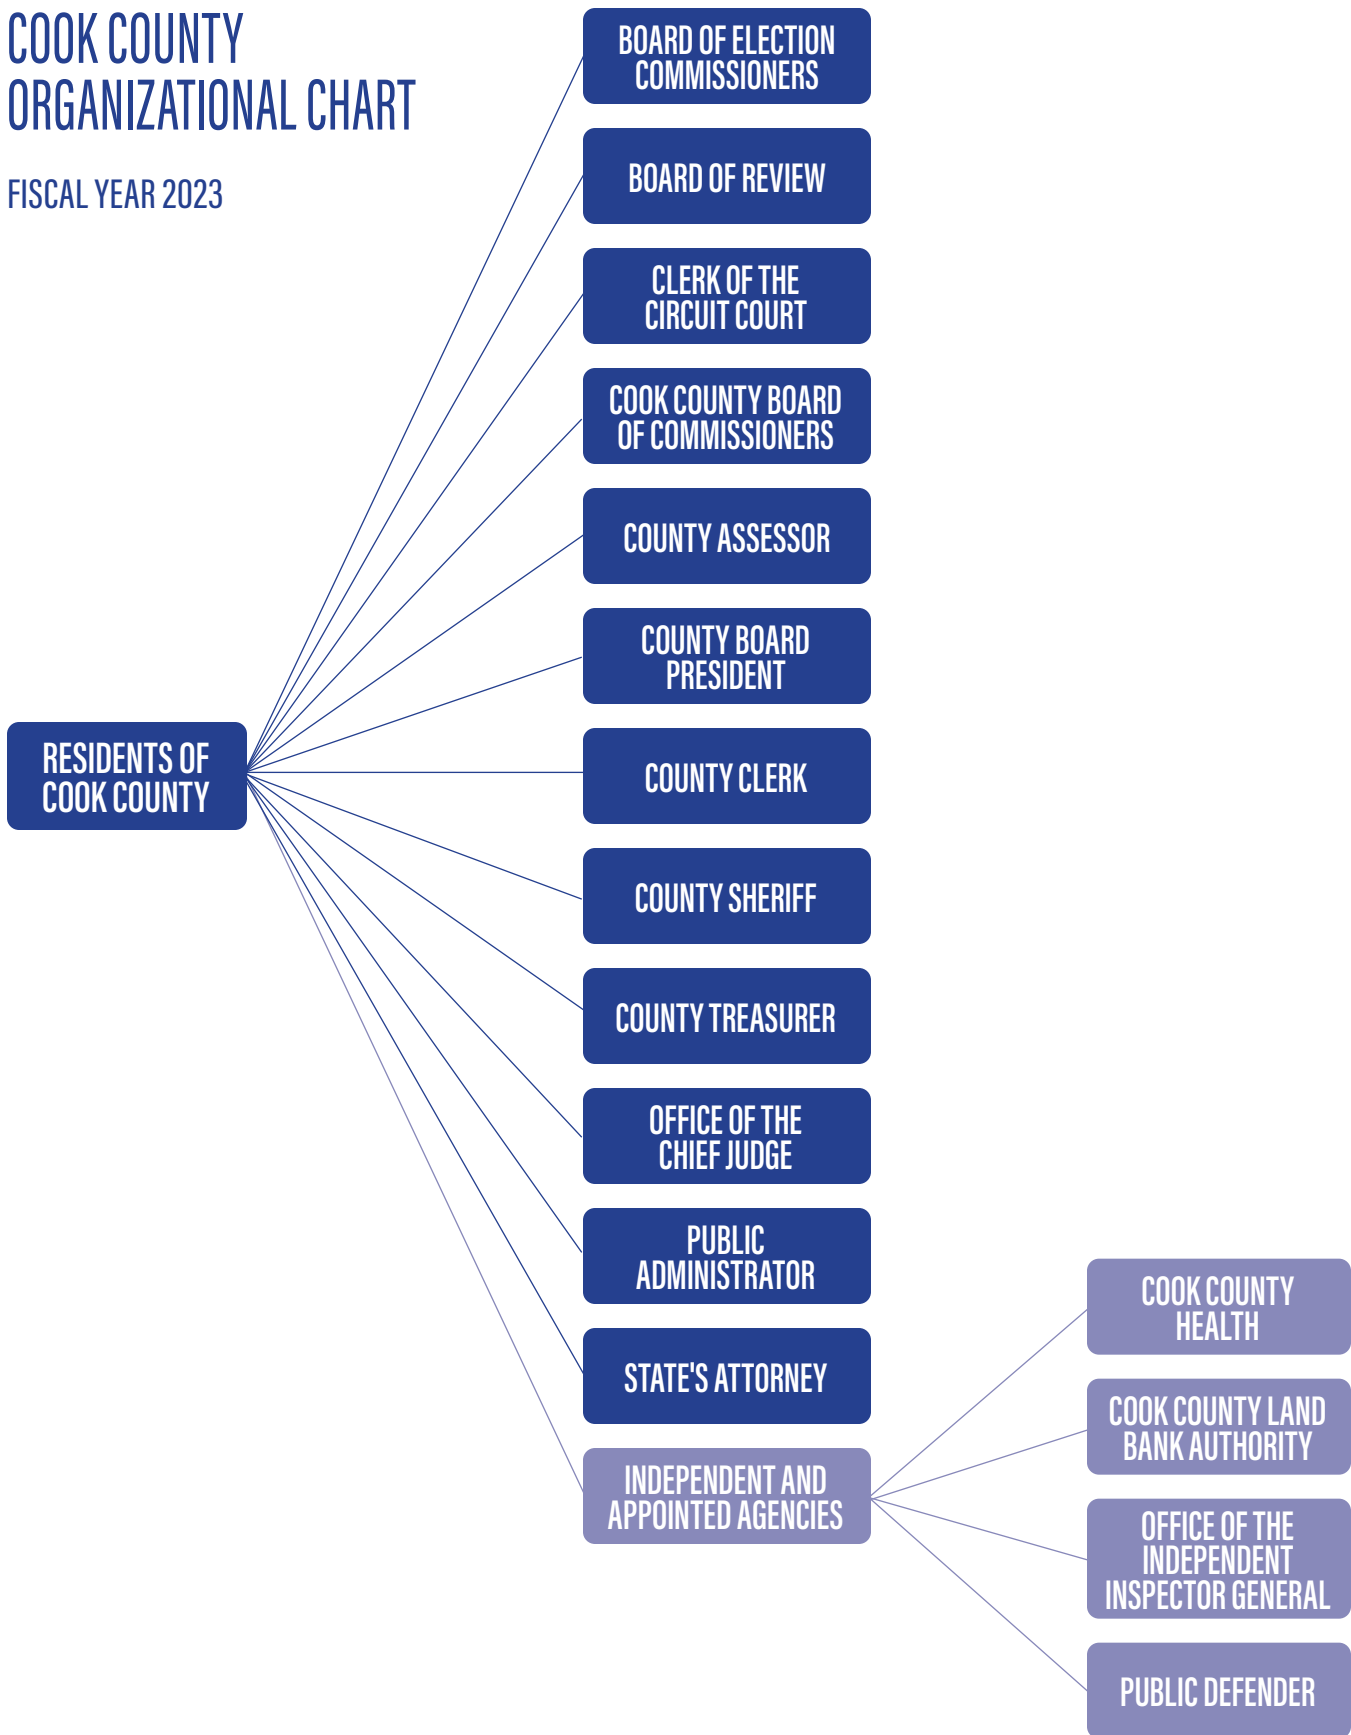 COOK COUNTY
ORGANIZATIONAL CHART
FISCAL YEAR 2023
RESIDENTS OF
COOK COUNTY
BOARD OF ELECTION
COMMISSIONERS
BOARD OF REVIEW
CLERK OF THE
CIRCUIT COURT
COOK COUNTY BOARD
OF COMMISSIONERS
COUNTY ASSESSOR
COUNTY BOARD
PRESIDENT
COUNTY CLERK
COUNTY SHERIFF
COUNTY TREASURER
OFFICE OF THE
CHIEF JUDGE
PUBLIC
ADMINISTRATOR
STATE'S ATTORNEY
INDEPENDENT AND
APPOINTED AGENCIES
COOK COUNTY
HEALTH
COOK COUNTY LAND
BANK AUTHORITY
OFFICE OF THE
INDEPENDENT
INSPECTOR GENERAL
PUBLIC DEFENDER